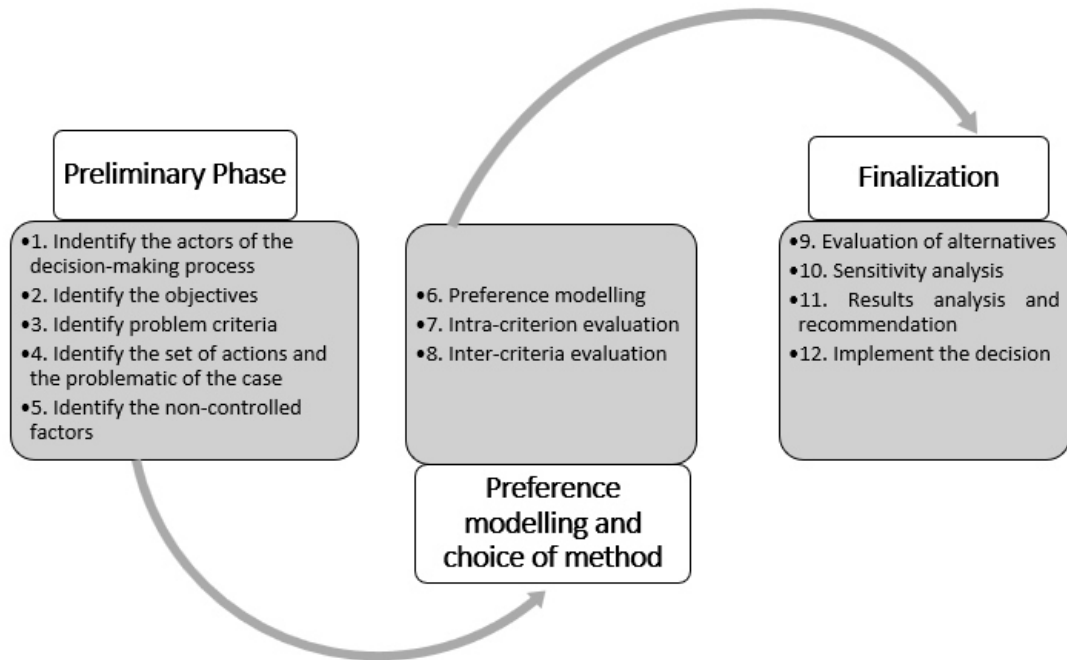 Preliminary Phase
•1. Indentify the actors of the
decision-making process
•2. Identify the objectives
•3. Identify problem criteria
•4. Identify the set of actions and
the problematic of the case
•5. Identify the non-controlled
factors
•6. Preference modelling
•7. Intra-criterion evaluation
•8. Inter-criteria evaluation
Preference
modelling and
choice of method
Finalization
•9. Evaluation of alternatives
•10. Sensitivity analysis
•11. Results analysis and
recommendation
•12. Implement the decision